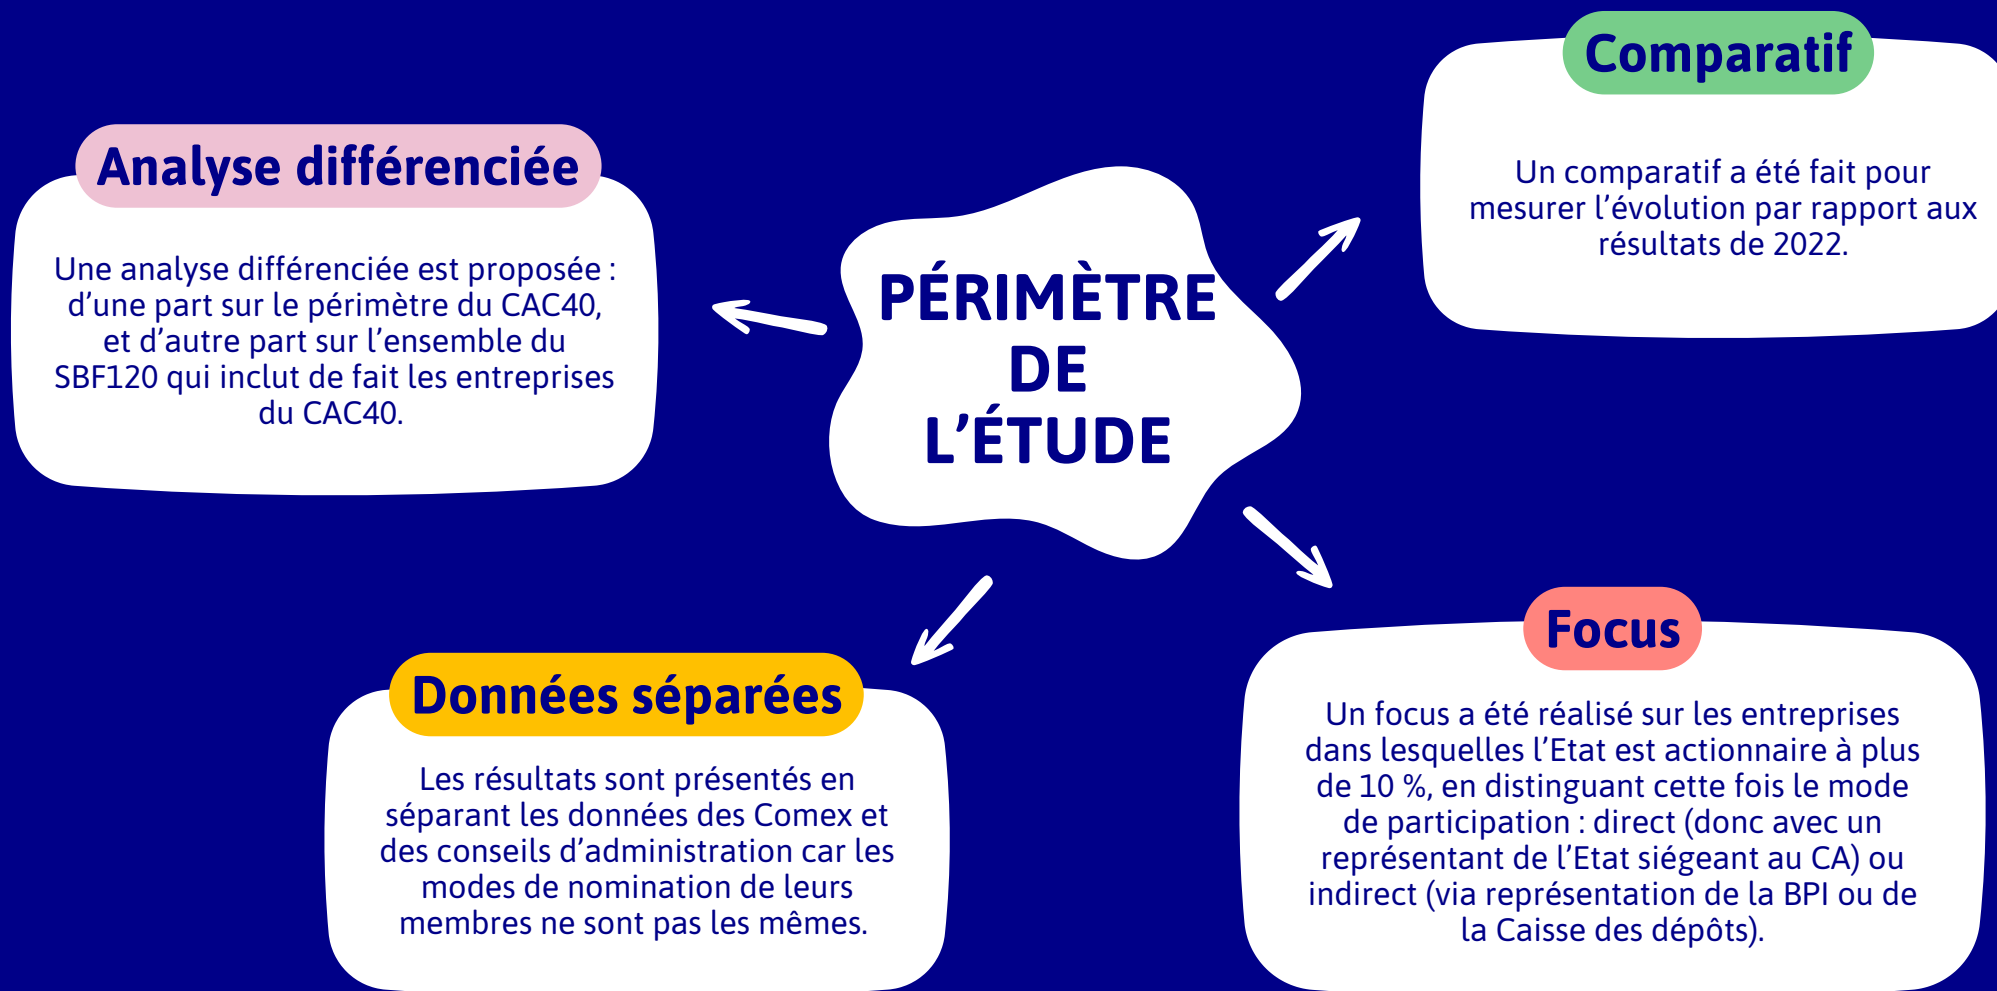 PÉRIMÈTRE
DE
L’ÉTUDE
Analyse différenciée
Une analyse différenciée est proposée :
d’une part sur le périmètre du CAC40,
et d’autre part sur l’ensemble du
SBF120 qui inclut de fait les entreprises
du CAC40.
Comparatif
Un comparatif a été fait pour
mesurer l’évolution par rapport aux
résultats de 2022.
Données séparées
Les résultats sont présentés en
séparant les données des Comex et
des conseils d’administration car les
modes de nomination de leurs
membres ne sont pas les mêmes.
Focus
Un focus a été réalisé sur les entreprises
dans lesquelles l’Etat est actionnaire à plus
de 10 %, en distinguant cette fois le mode
de participation : direct (donc avec un
représentant de l’Etat siégeant au CA) ou
indirect (via représentation de la BPI ou de
la Caisse des dépôts).